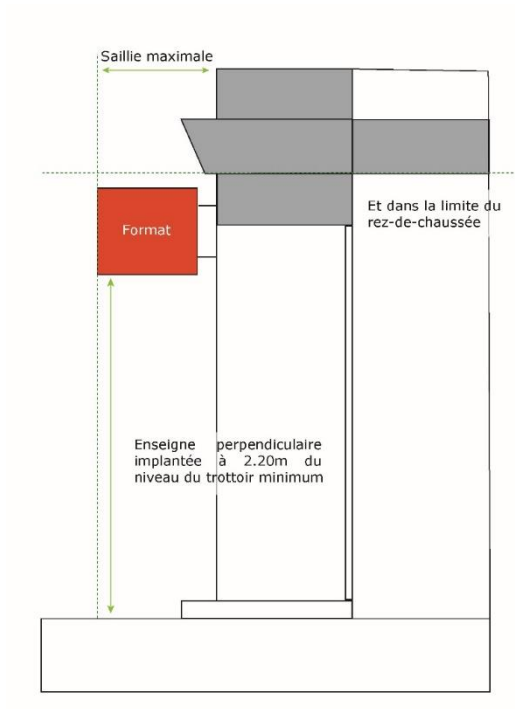 Saillie maximale
Et dans la limite du
rez-de-chaussée
Format
Enseigne perpendiculaire
implantée à 2.20m du
niveau du trottoir minimum